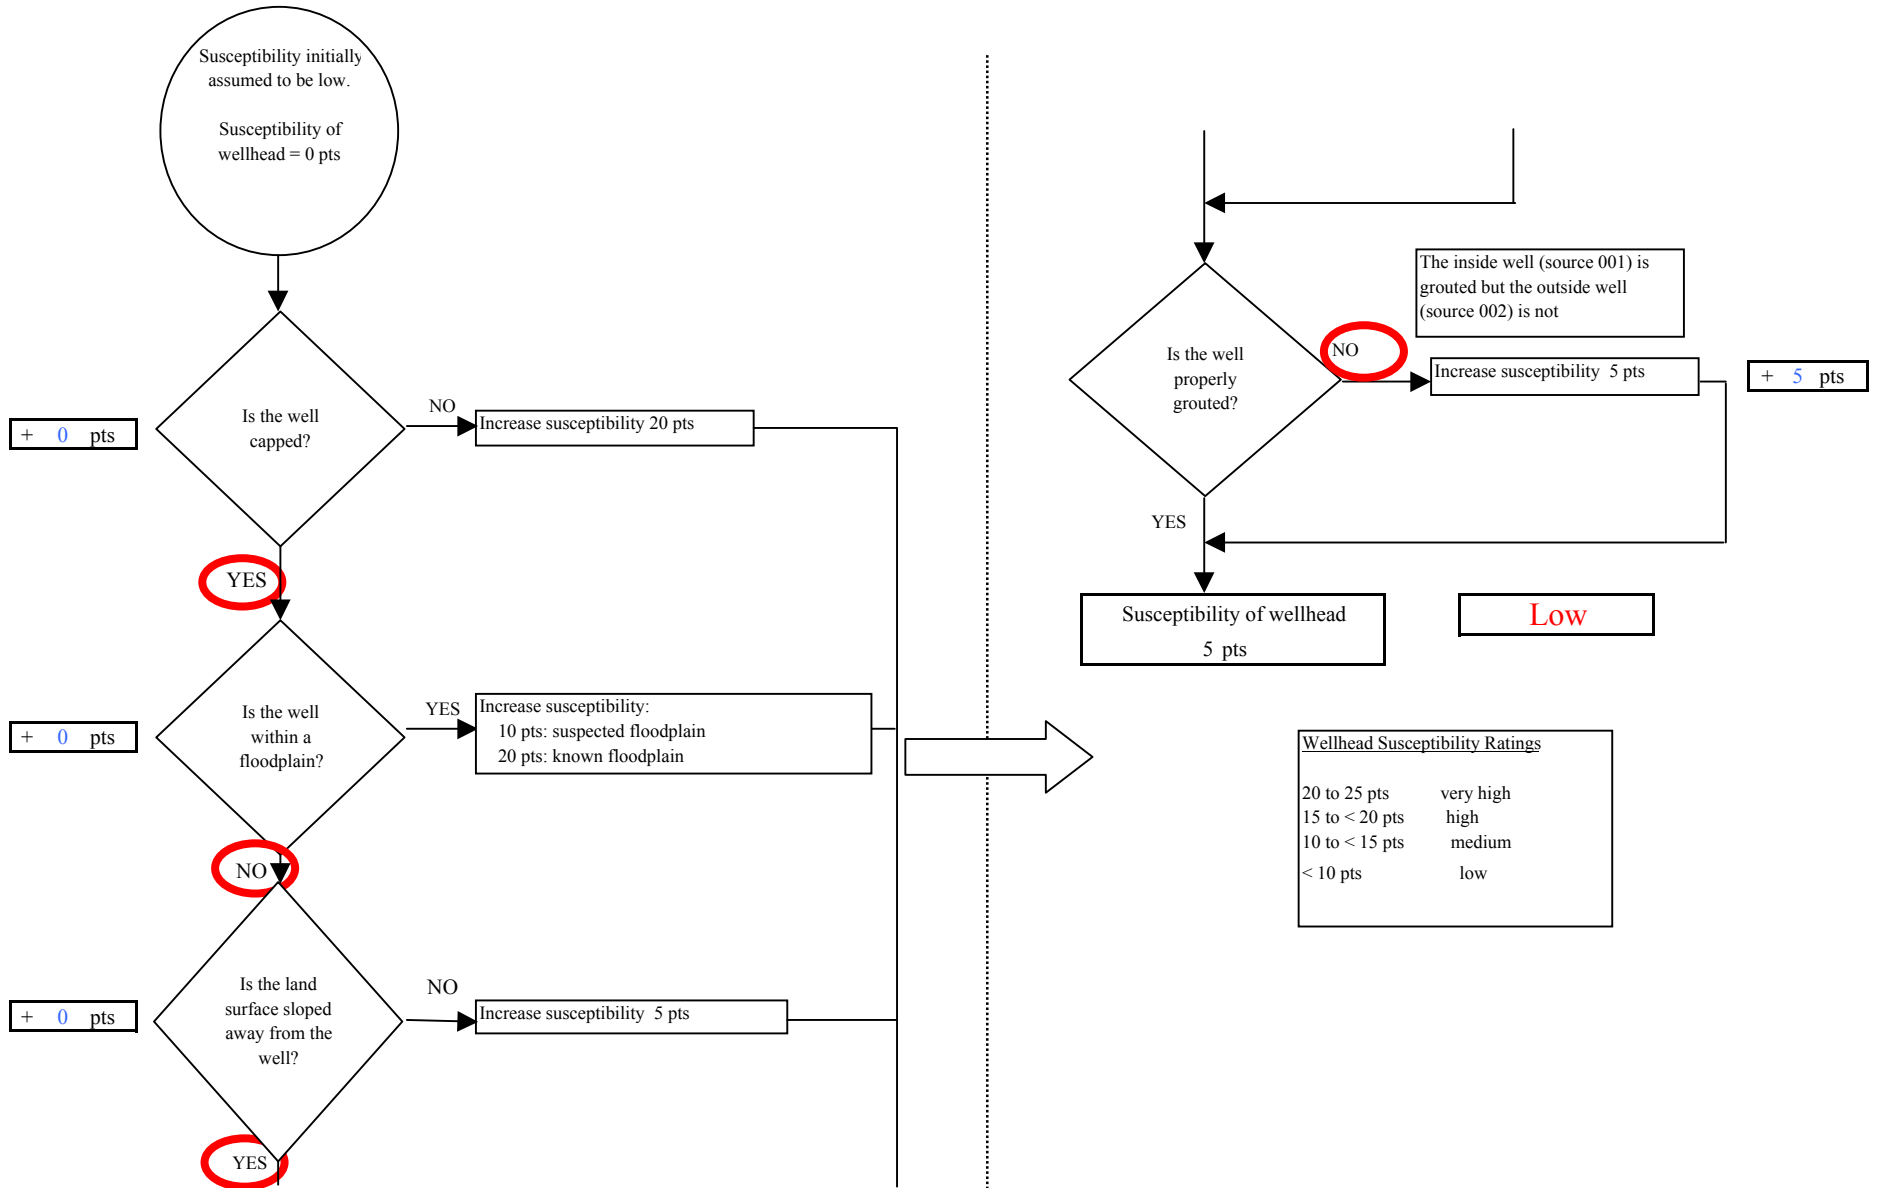 Susceptibility initially
assumed to be low.
Susceptibility of
wellhead = 0 pts
Is the well
capped?
+ 0 pts
NO
Increase susceptibility 20 pts
YES
Is the well
within a
floodplain?
+ 0 pts
YES
Increase susceptibility:
10 pts: suspected floodplain
20 pts: known floodplain
NO
Is the land
surface sloped
away from the
well?
+ 0 pts
NO
Increase susceptibility 5 pts
YES
Is the well
properly
grouted?
NO
The inside well (source 001) is
grouted but the outside well
(source 002) is not
Increase susceptibility 5 pts
+ 5 pts
YES
Susceptibility of wellhead
5 pts
Low
Wellhead Susceptibility Ratings
20 to 25 pts very high
15 to < 20 pts high
10 to < 15 pts medium
< 10 pts low